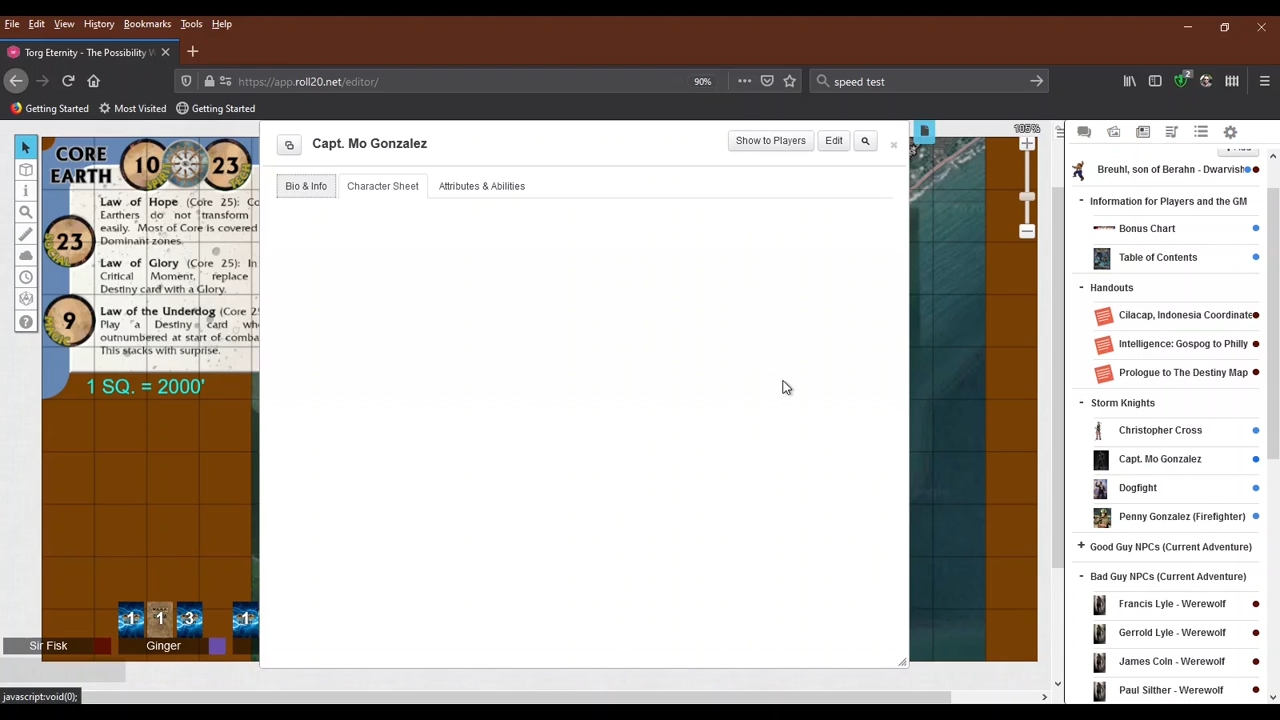 File Edit View History Bookmarks Tools Help
Torg Eternity - The Possibility W
https://app.roll20.net/editor/
90%
speed test
2
Getting Started Most Visited Getting Started
CORE EARTH
10 23
Law of Hope (Core 25): Co
Earthers do not transform
easily. Most of Core is covered
Dominant zones.
23
Law of Glory (Core 25): In
Critical Moment, replace
Destiny card with a Glory.
9
Law of the Underdog (Core 25
Play a Destiny card whe
outnumbered at start of comba
This stacks with surprise.
1 SQ. = 2000'
1 1 3 1
Sir Fisk
Ginger
javascript:void(0);
Capt. Mo Gonzalez
Show to Players
Edit
Bio & Info
Character Sheet
Attributes & Abilities
105%
Breuhl, son of Berahn - Dwarvish
Information for Players and the GM
Bonus Chart
Table of Contents
Handouts
Cilacap, Indonesia Coordinate
Intelligence: Gospog to Philly
Prologue to The Destiny Map
Storm Knights
Christopher Cross
Capt. Mo Gonzalez
Dogfight
Penny Gonzalez (Firefighter)
Good Guy NPCs (Current Adventure)
Bad Guy NPCs (Current Adventure)
Francis Lyle - Werewolf
Gerrold Lyle - Werewolf
James Coln - Werewolf
Paul Silther - Werewolf